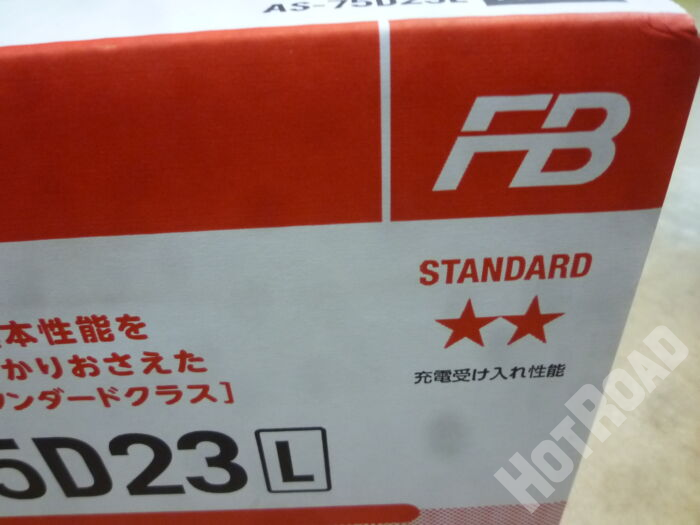 AS-75D23L
FB
STANDARD
★★
充電受け入れ性能
本性能を
かりおさえた
ンダードクラス]
5D23 L
HOTROAD